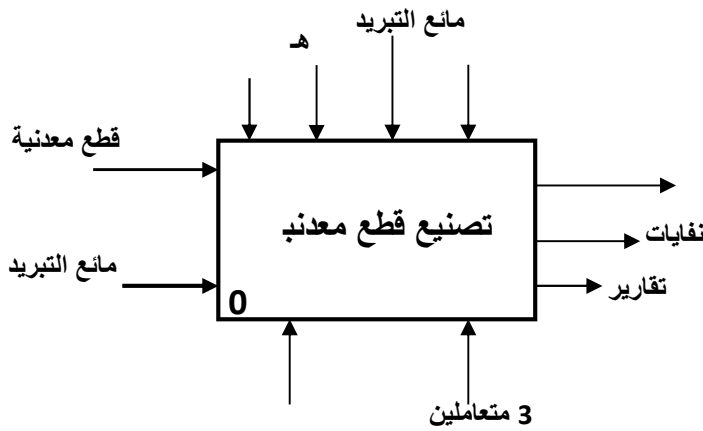 مائع التبريد
هـ
قطع معدنية
تصنيع قطع معدنب
نفايات
مائع التبريد
تقارير
0
3 متعاملين